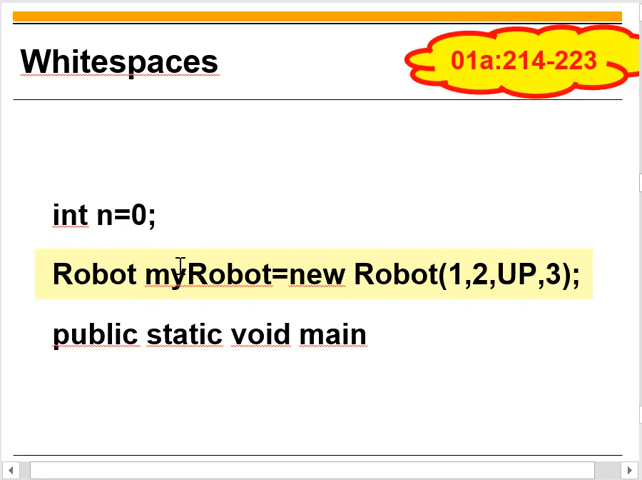 Whitespaces
01a:214-223
int n=0;
Robot myRobot=new Robot(1,2,UP,3);
public static void main